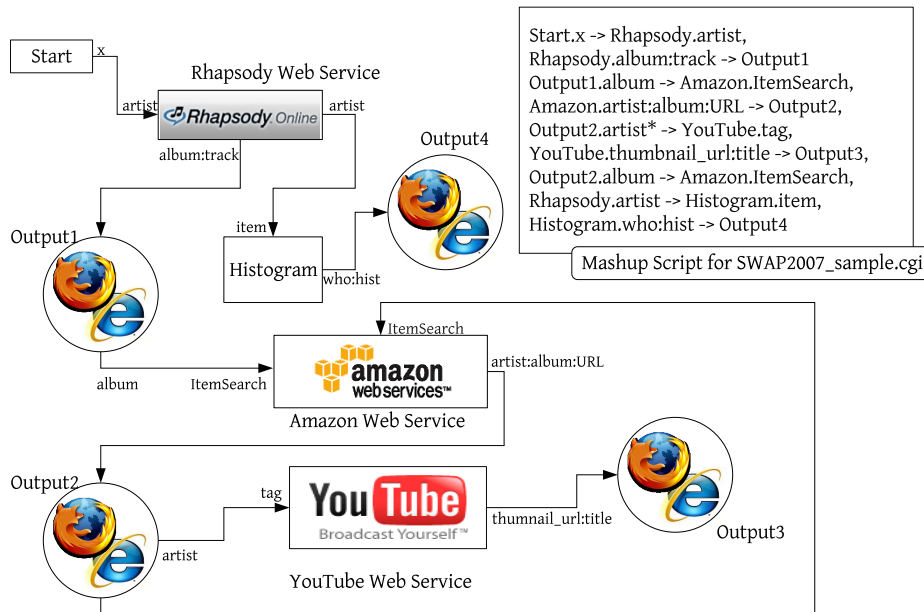 Start
x
Rhapsody Web Service
artist
artist
Rhapsody. Online
album:track
Output4
Output1
item
Histogram
who:hist
Start.x -> Rhapsody.artist,
Rhapsody.album:track -> Output1
Output1.album -> Amazon.ItemSearch,
Amazon.artist:album:URL -> Output2,
Output2.artist* -> YouTube.tag,
YouTube.thumbnail_url:title -> Output3,
Output2.album -> Amazon.ItemSearch,
Rhapsody.artist -> Histogram.item,
Histogram.who:hist -> Output4
Mashup Script for SWAP2007_sample.cgi
ItemSearch
album
ItemSearch
amazon
webservices™
artist:album:URL
Amazon Web Service
Output2
tag
YouTube
Broadcast Yourself™
thumnail_url:title
artist
Output3
YouTube Web Service